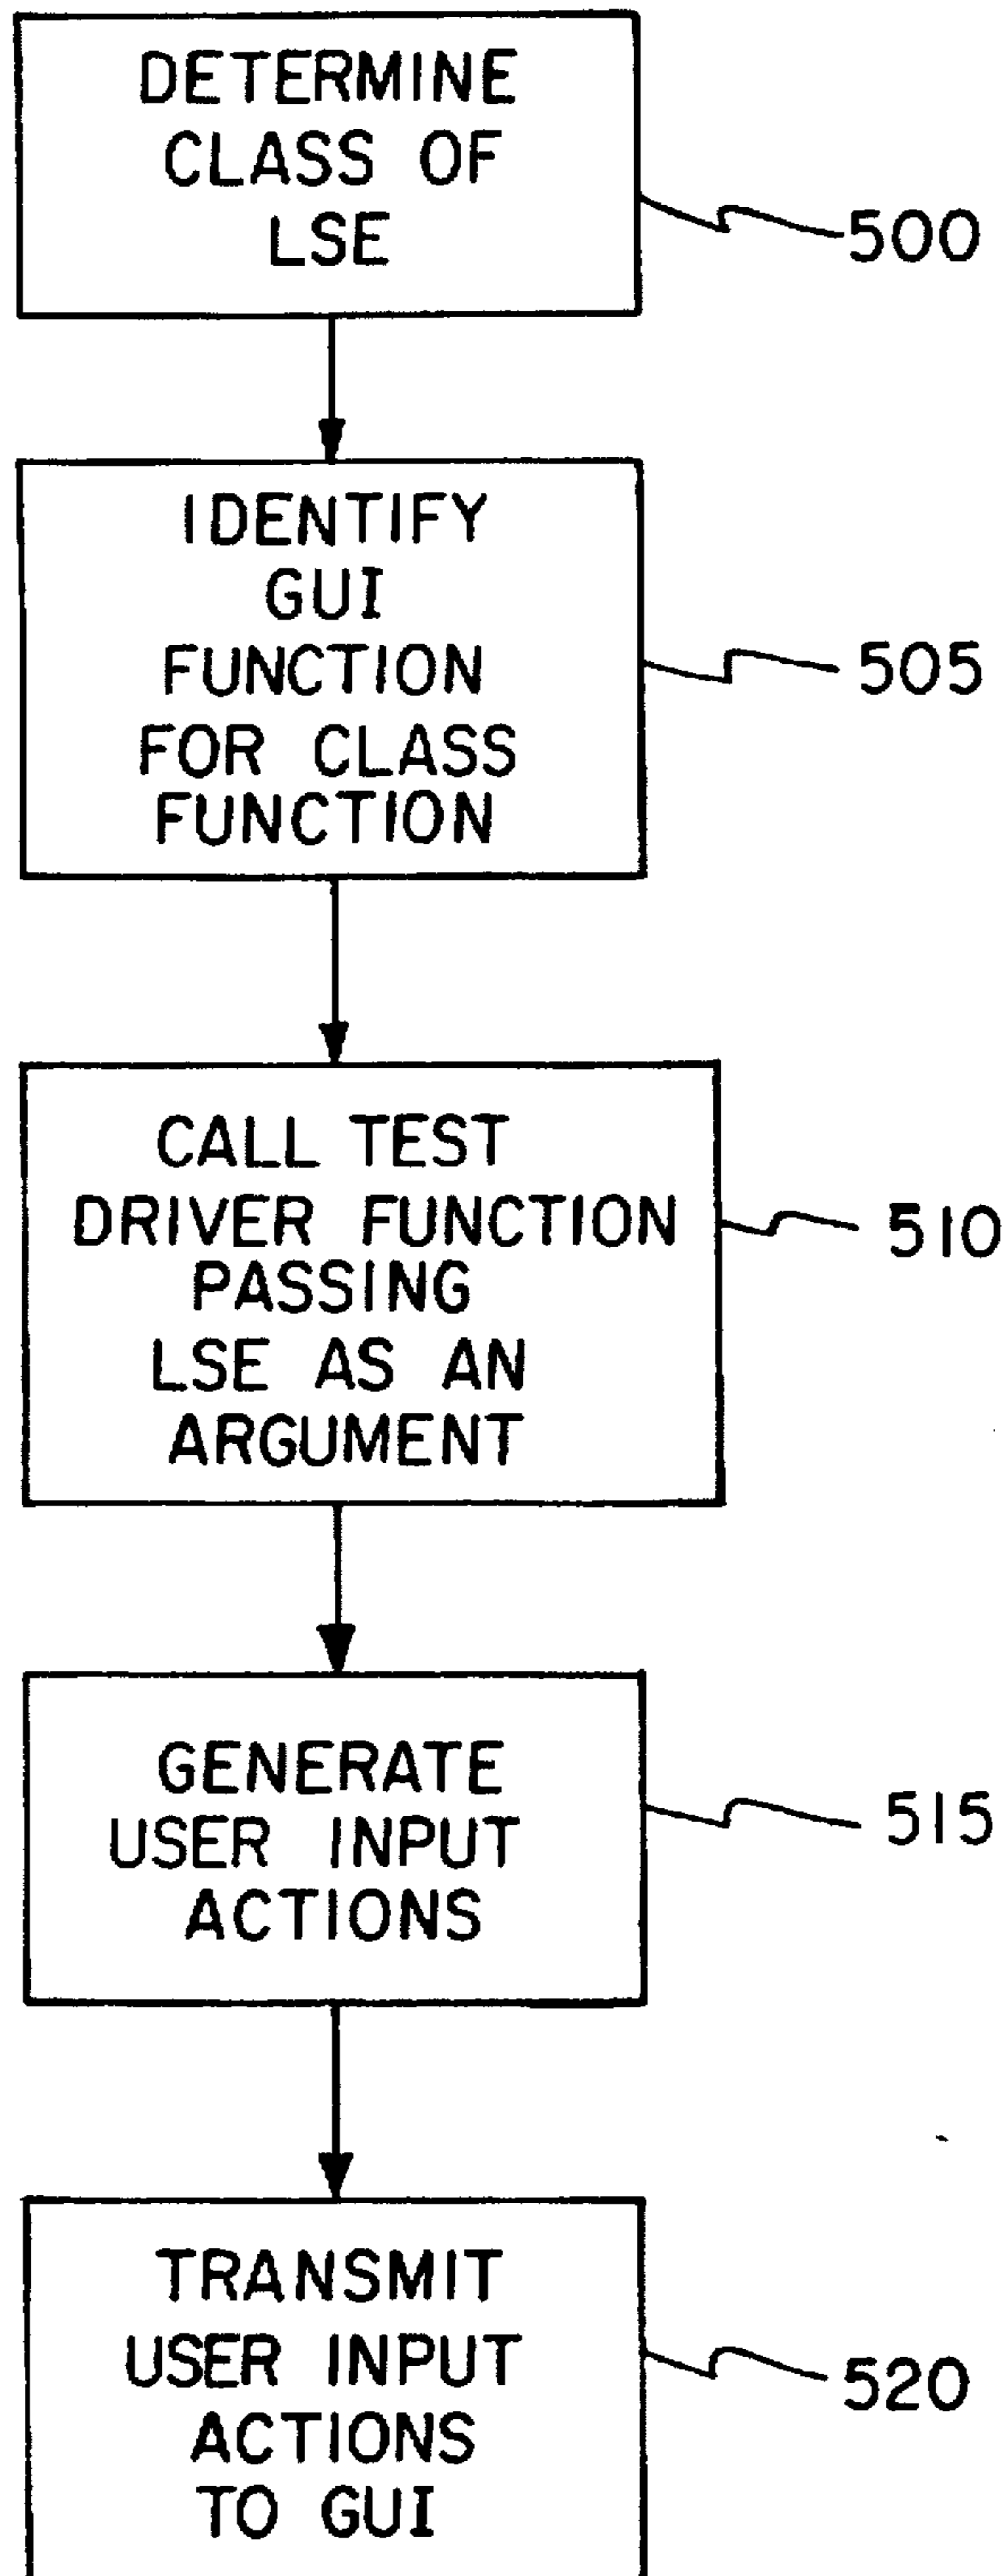 DETERMINE
CLASS OF
LSE
500
IDENTIFY
GUI
FUNCTION
FOR CLASS
FUNCTION
505
CALL TEST
DRIVER FUNCTION
PASSING
LSE AS AN
ARGUMENT
510
GENERATE
USER INPUT
ACTIONS
515
TRANSMIT
USER INPUT
ACTIONS
TO GUI
520